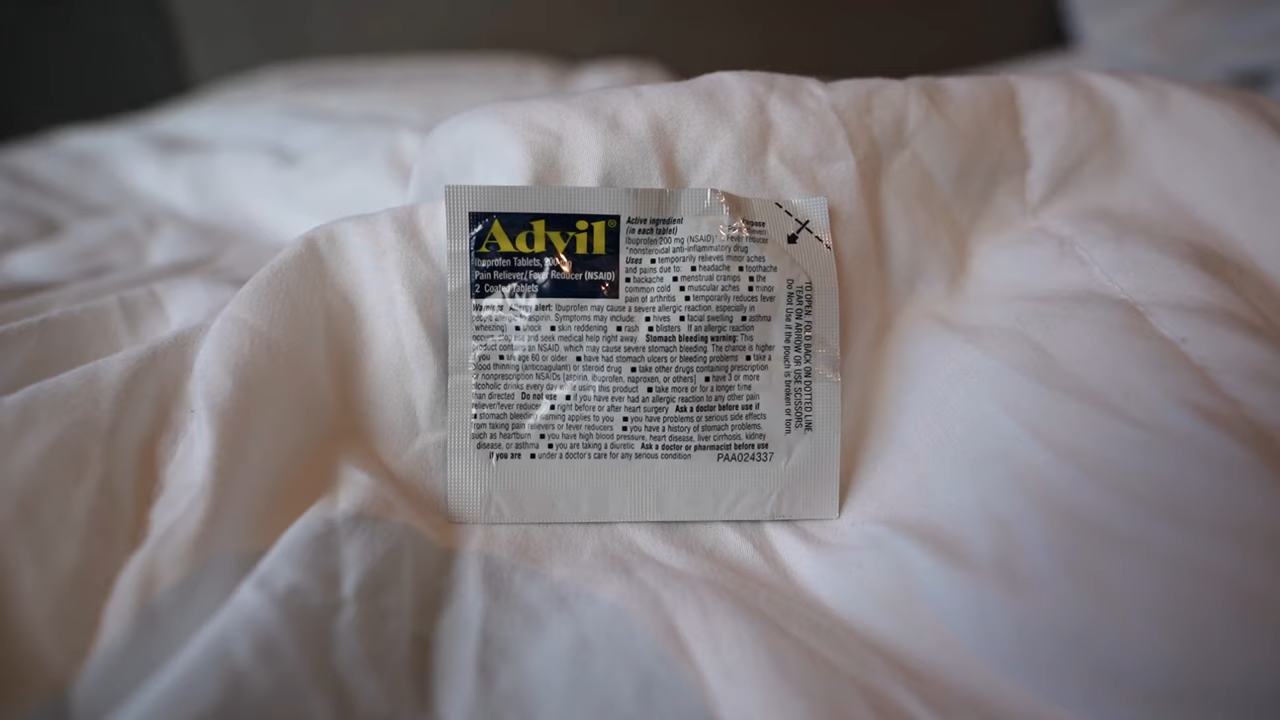 Advil®
Ibuprofen Tablets, 200
Pain Reliever/ Fever Reducer (NSAID)
2 Coated Tablets
Active ingredient
(in each tablet)
Ibuprofen 200 mg (NSAID)*
Fever reducer
*nonsteroidal anti-inflammatory drug
Uses ■ temporarily relieves minor aches
and pains due to: ■ headache ■ toothache
■ backache ■ menstrual cramps ■ the
common cold ■ muscular aches ■ minor
pain of arthritis ■ temporarily reduces fever
Warnings Allergy alert: Ibuprofen may cause a severe allergic reaction, especially in
people allergic to aspirin. Symptoms may include: ■ hives ■ facial swelling ■ asthma
(wheezing) ■ shock ■ skin reddening ■ rash ■ blisters If an allergic reaction
occurs, stop use and seek medical help right away. Stomach bleeding warning: This
product contains an NSAID, which may cause severe stomach bleeding. The chance is higher
if you ■ are age 60 or older ■ have had stomach ulcers or bleeding problems ■ take a
blood thinning (anticoagulant) or steroid drug ■ take other drugs containing prescription
or nonprescription NSAIDs [aspirin, ibuprofen, naproxen, or others] ■ have 3 or more
alcoholic drinks every day while using this product ■ take more or for a longer time
than directed Do not use ■ if you have ever had an allergic reaction to any other pain
reliever/fever reducer ■ right before or after heart surgery Ask a doctor before use if
■ stomach bleeding warning applies to you ■ you have problems or serious side effects
from taking pain relievers or fever reducers ■ you have a history of stomach problems,
such as heartburn ■ you have high blood pressure, heart disease, liver cirrhosis, kidney
disease, or asthma ■ you are taking a diuretic Ask a doctor or pharmacist before use
if you are ■ under a doctor's care for any serious condition
PAA024337
TO OPEN, FOLD BACK ON DOTTED LINE,
TEAR ON ARROW OR USE SCISSORS.
Do Not Use if the pouch is broken or torn.